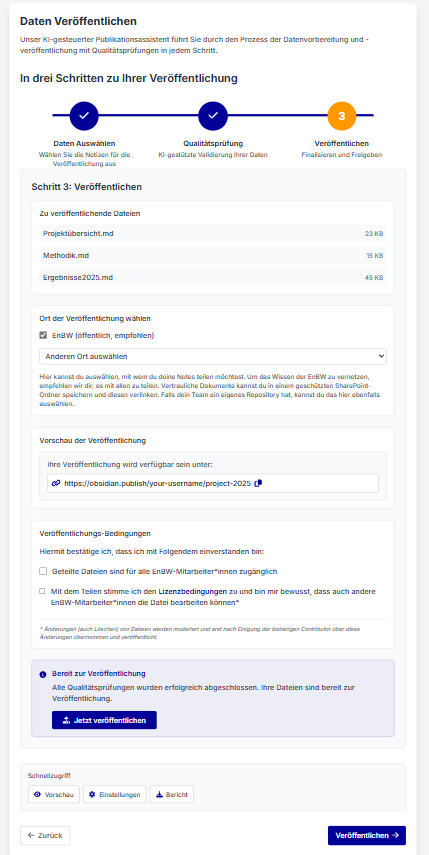 Daten Veröffentlichen
Unser KI-gesteuerter Publikationsassistent führt Sie durch den Prozess der Datenvorbereitung und -
veröffentlichung mit Qualitätsprüfungen in jedem Schritt.
In drei Schritten zu Ihrer Veröffentlichung
3
Daten Auswählen
Wählen Sie die Notizen für die
Veröffentlichung aus
Qualitätsprüfung
KI-gestützte Validierung Ihrer Daten
Veröffentlichen
Finalisieren und Freigeben
Schritt 3: Veröffentlichen
Zu veröffentlichende Dateien
Projektübersicht.md 23 KB
Methodik.md 15 KB
Ergebnisse2025.md 45 KB
Ort der Veröffentlichung wählen
EnBW (öffentlich, empfohlen)
Anderen Ort auswählen
Hier kannst du auswählen, mit wem du deine Notes teilen möchtest. Um das Wissen der EnBW zu vernetzen,
empfehlen wir dir, es mit allen zu teilen. Vertrauliche Dokumente kannst du in einem geschützten SharePoint-
Ordner speichern und diesen verlinken. Falls dein Team ein eigenes Repository hat, kannst du das hier ebenfalls
auswählen.
Vorschau der Veröffentlichung
Ihre Veröffentlichung wird verfügbar sein unter:
https://obsidian.publish/your-username/project-2025
Veröffentlichungs-Bedingungen
Hiermit bestätige ich, dass ich mit Folgendem einverstanden bin:
Geteilte Dateien sind für alle EnBW-Mitarbeiter*innen zugänglich
Mit dem Teilen stimme ich den Lizenzbedingungen zu und bin mir bewusst, dass auch andere
EnBW-Mitarbeiter*innen die Datei bearbeiten können*
* Änderungen (auch Löschen) von Dateien werden moderiert und erst nach Einigung der bisherigen Contributor über diese
Änderungen übernommen und veröffentlicht.
Bereit zur Veröffentlichung
Alle Qualitätsprüfungen wurden erfolgreich abgeschlossen. Ihre Dateien sind bereit zur
Veröffentlichung.
Jetzt veröffentlichen
Schnellzugriff
Vorschau Einstellungen Bericht
← Zurück
Veröffentlichen →